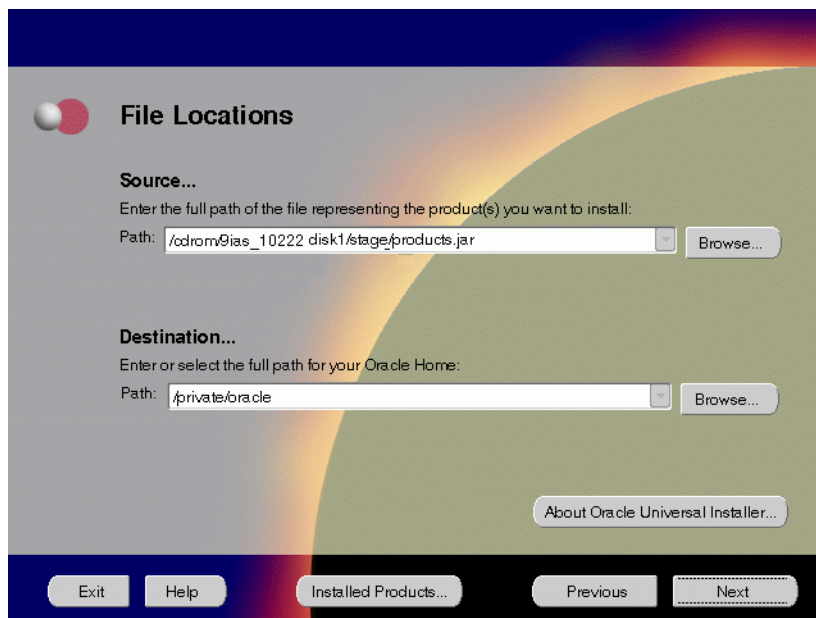 File Locations
Source...
Enter the full path of the file representing the product(s) you want to install:
Path: /cdrom/9ias_10222 disk1/stage/products.jar Browse...
Destination...
Enter or select the full path for your Oracle Home:
Path: /private/oracle Browse...
About Oracle Universal Installer...
Exit Help Installed Products... Previous Next